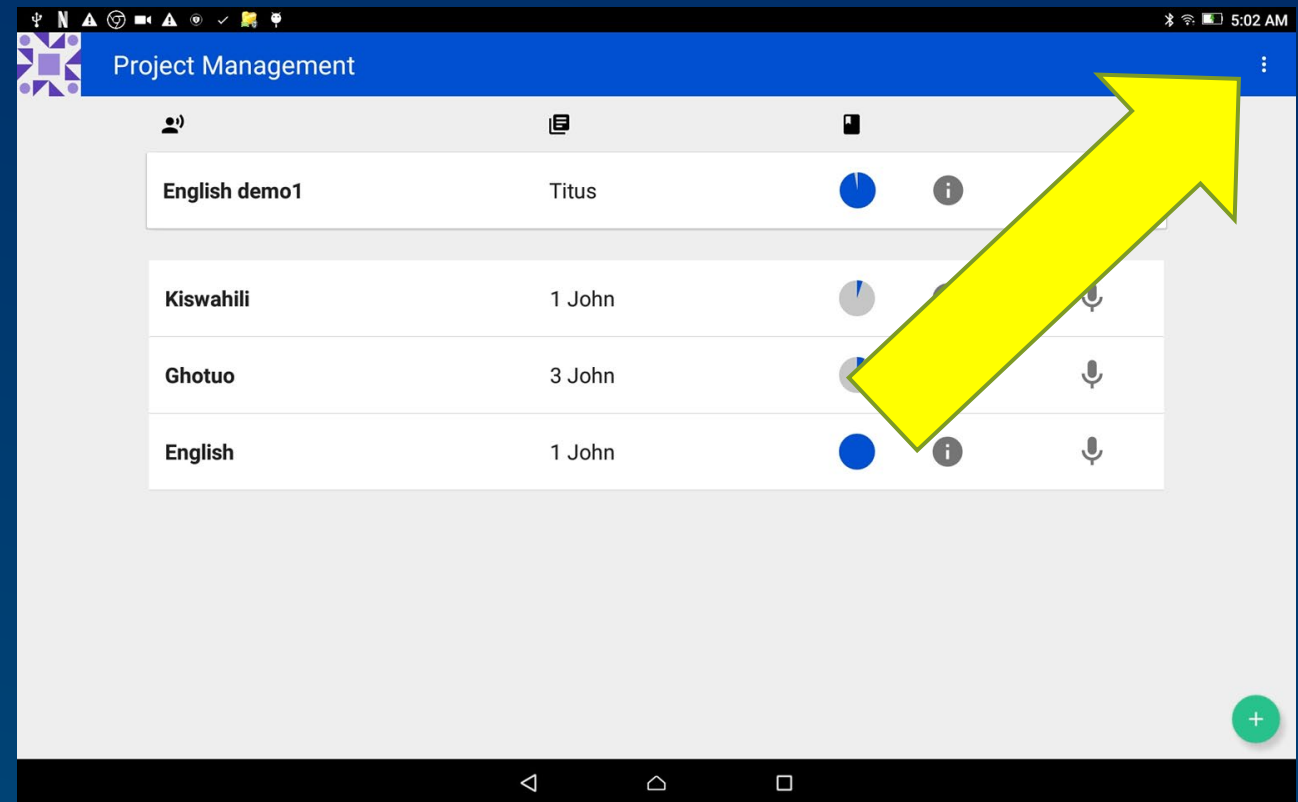 5:02 AM
Project Management
English demo1 Titus
Kiswahili 1 John
Ghotuo 3 John
English 1 John